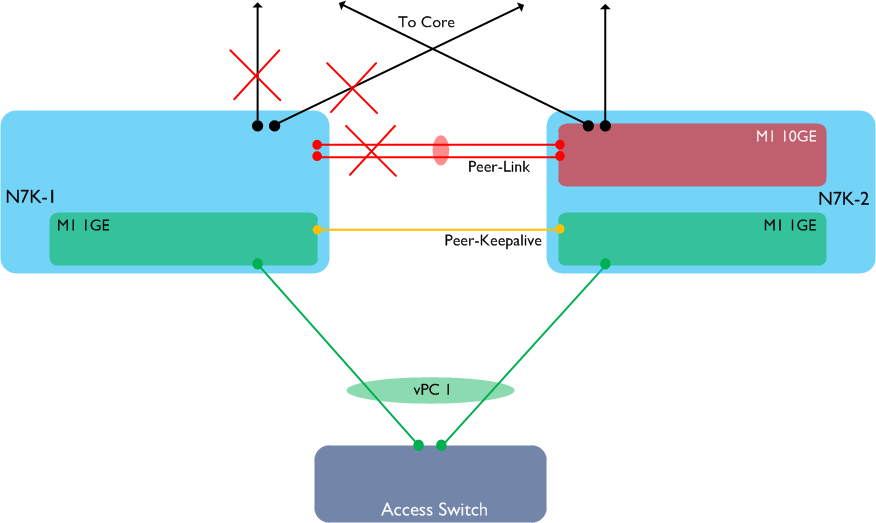 To Core
M1 10GE
Peer-Link
N7K-1
N7K-2
M1 1GE
M1 1GE
Peer-Keepalive
vPC 1
Access Switch